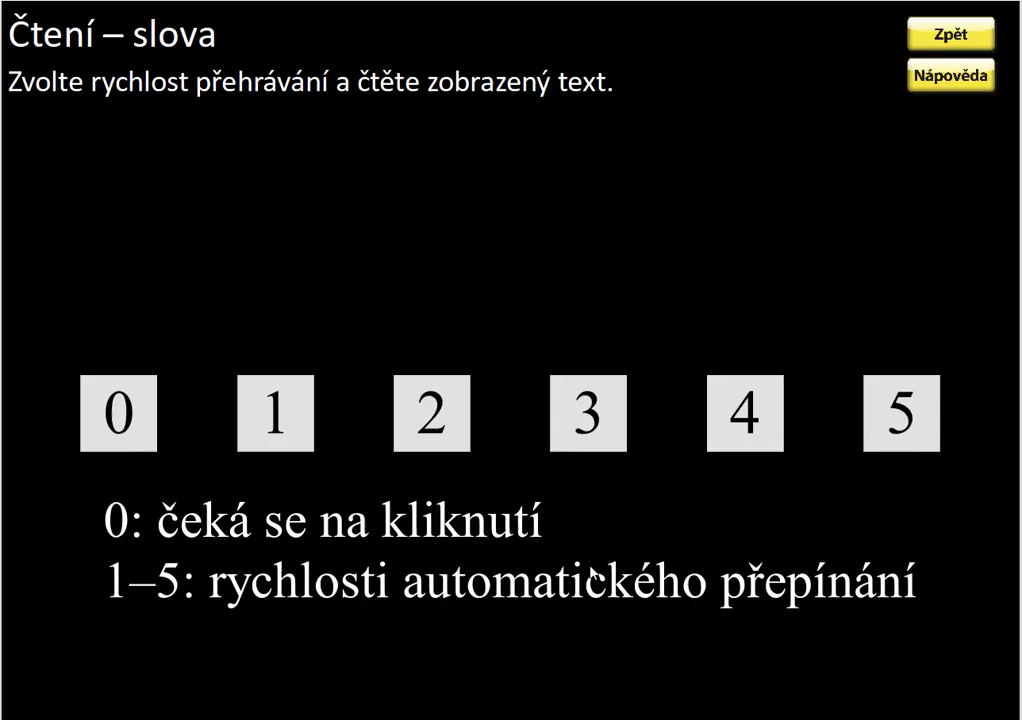 Čtení – slova
Zpět
Zvolte rychlost přehrávání a čtěte zobrazený text.
Nápověda
0 1 2 3 4 5
0: čeká se na kliknutí
1–5: rychlosti automatického přepínání